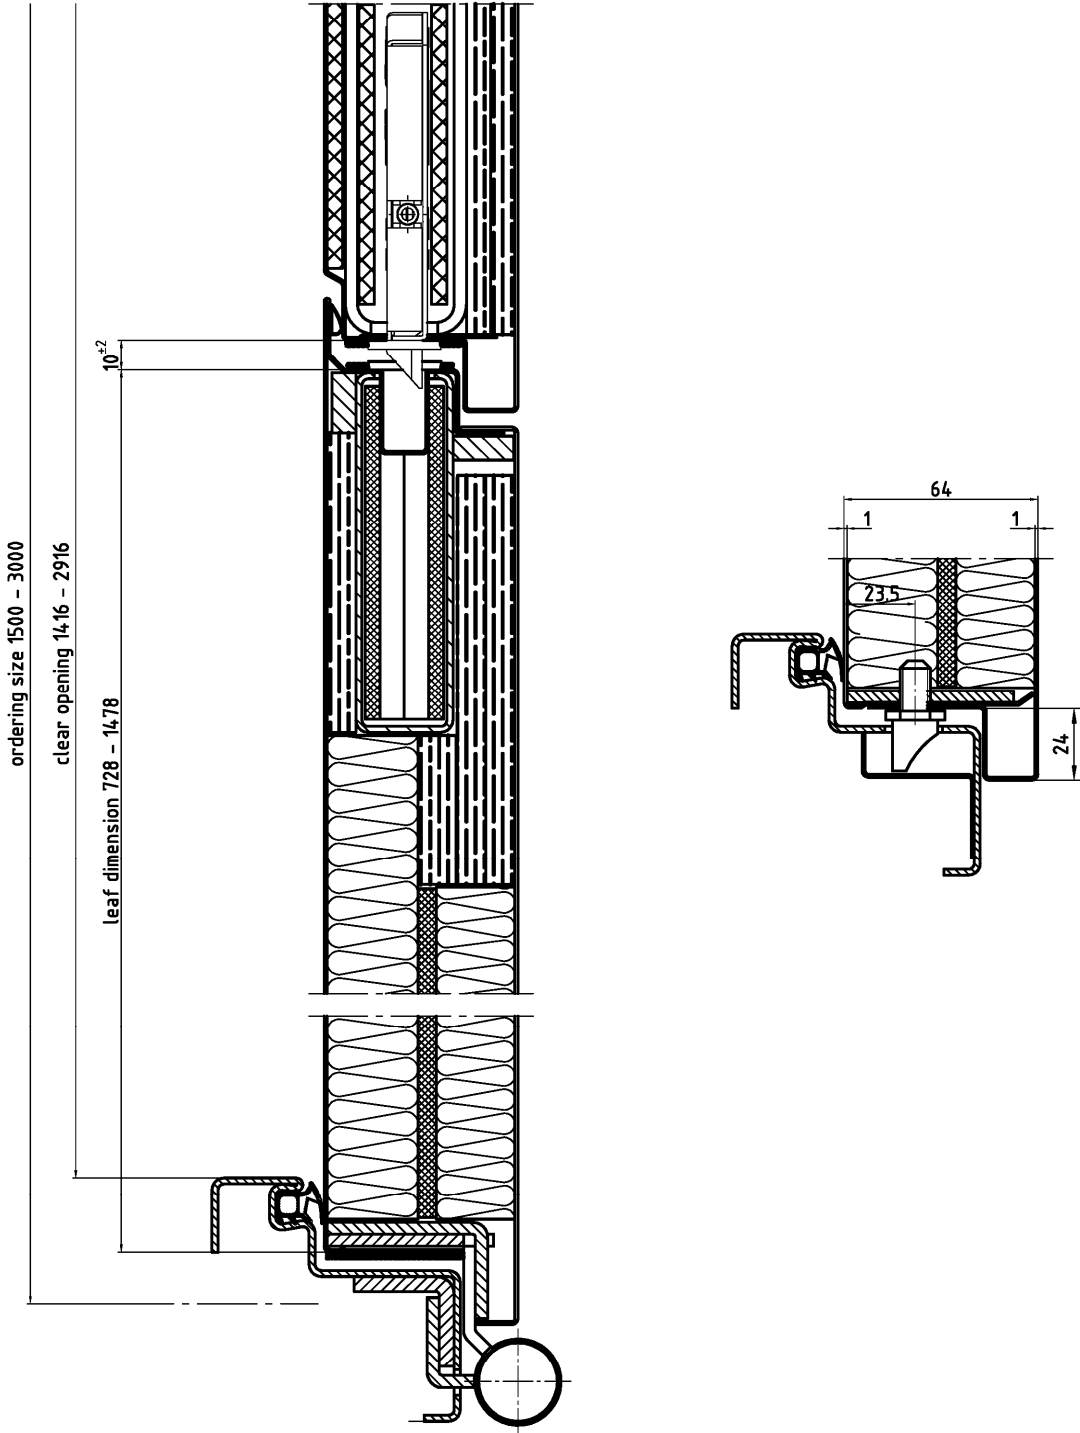 ordering size 1500 - 3000
clear opening 1416 - 2916
leaf dimension 728 - 1478
10±2
64
1
1
23.5
24